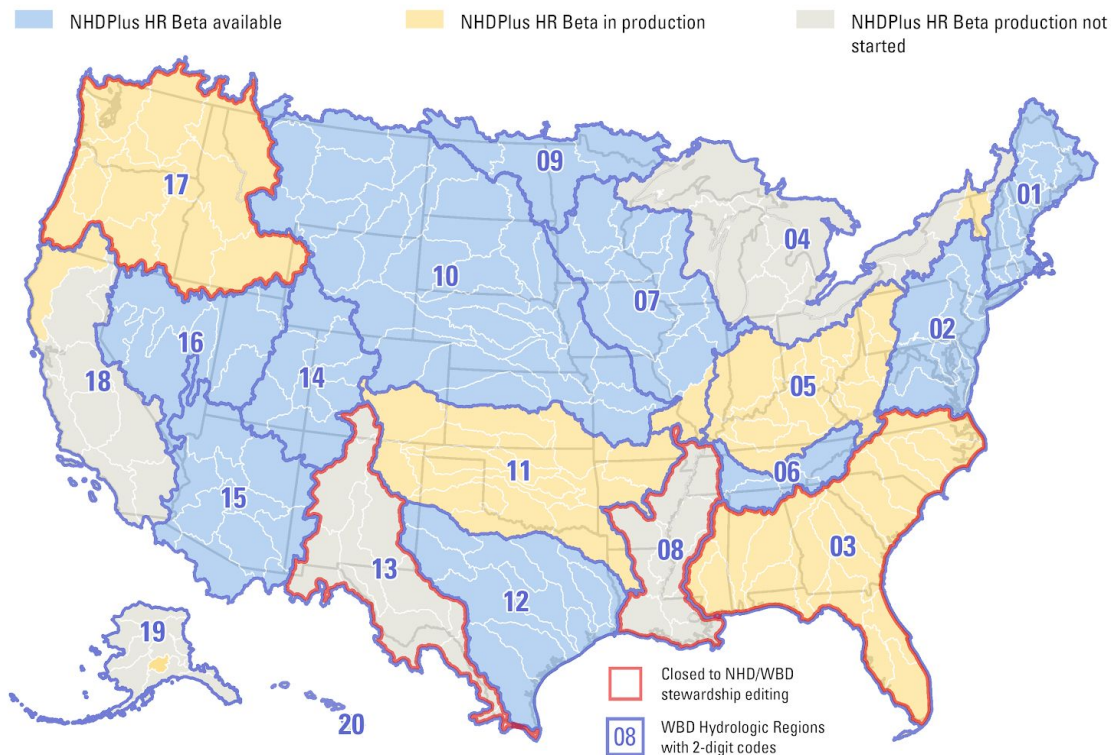 NHDPlus HR Beta available
NHDPlus HR Beta in production
NHDPlus HR Beta production not
started
09
01
17
04
10
07
02
16
14
18
05
11
06
15
03
08
13
12
19
20
Closed to NHD/WBD
stewardship editing
08
WBD Hydrologic Regions
with 2-digit codes